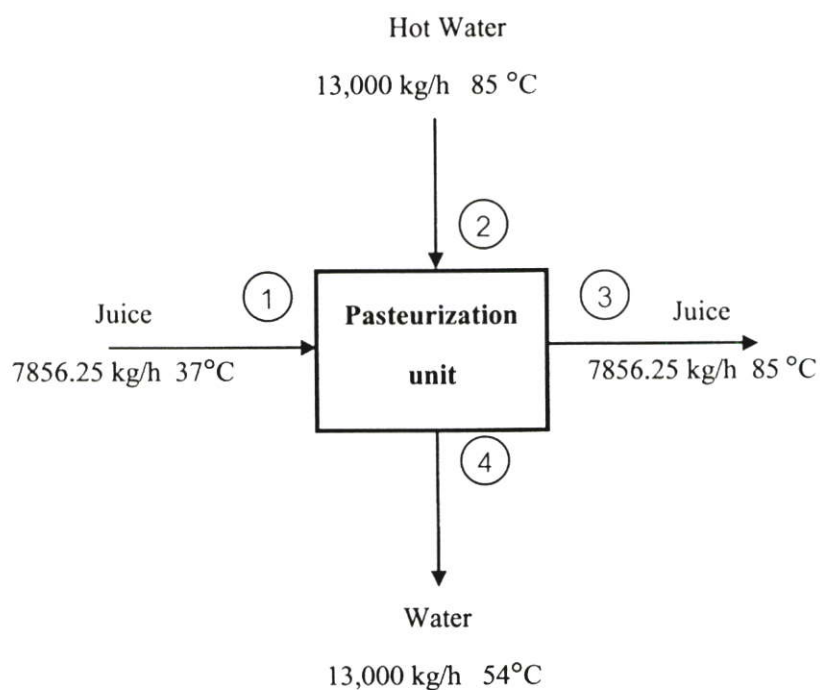 Hot Water
13,000 kg/h 85 °C
2
1
3
Juice
Pasteurization
Juice
7856.25 kg/h 37°C
unit
7856.25 kg/h 85 °C
4
Water
13,000 kg/h 54°C